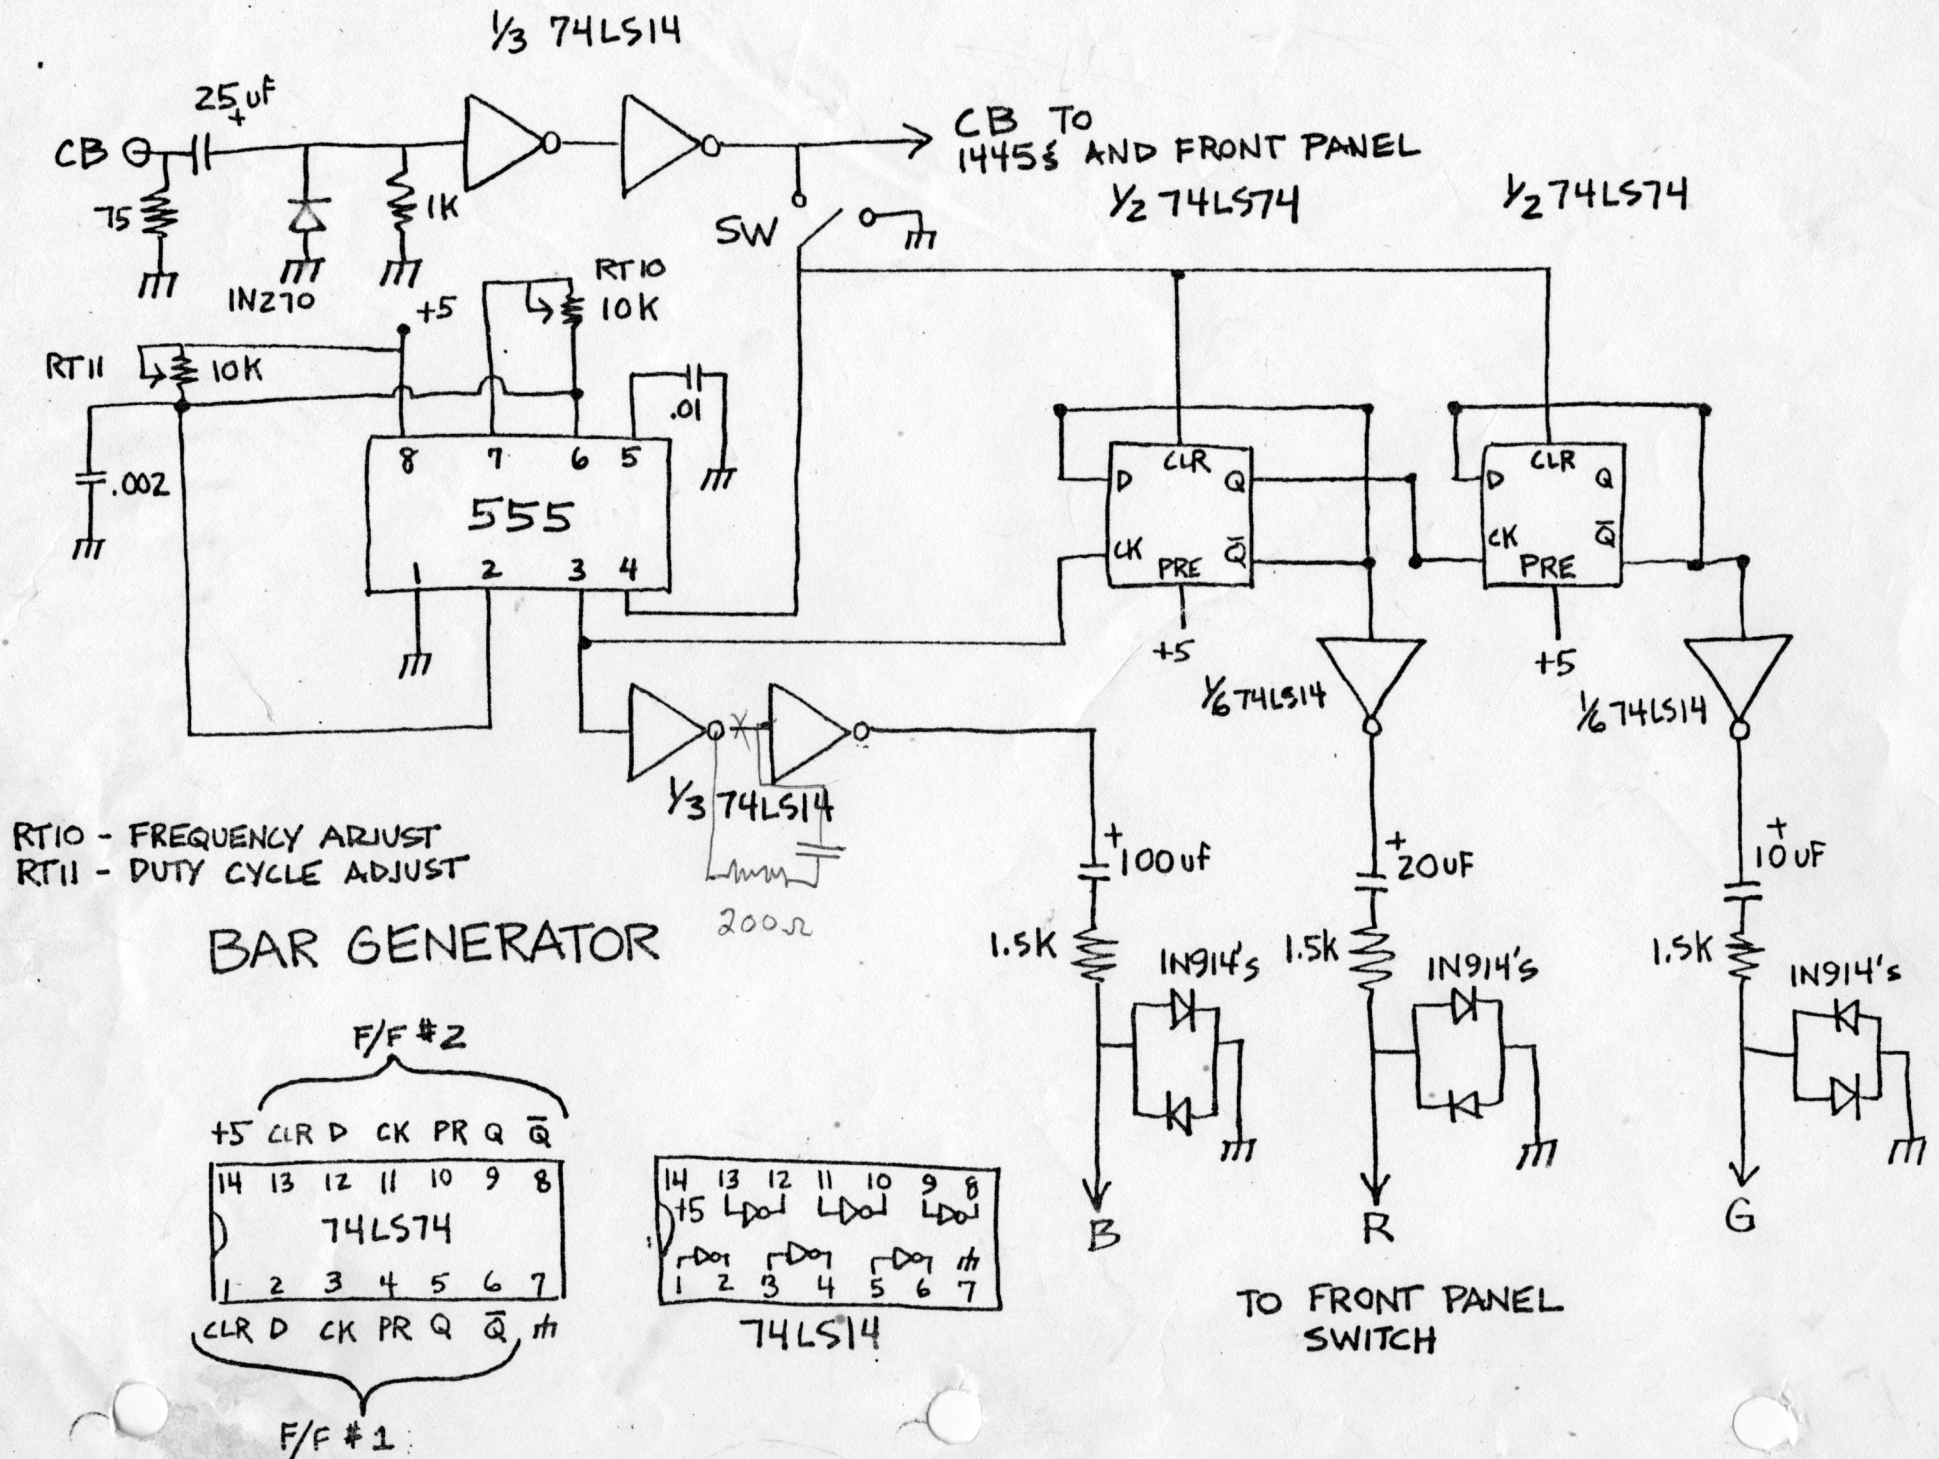 1/3 74LS14
25uF
+
CB
CB TO
1445s AND FRONT PANEL
75
1K
1N270
SW
1/2 74LS74
1/2 74LS74
RT10
10K
+5
RT11
10K
.01
.002
8 7 6 5
555
1 2 3 4
CLR
D Q
CK Q̅
PRE
+5
CLR
D Q
CK Q̅
PRE
+5
1/6 74LS14
1/6 74LS14
X
1/3 74LS14
200Ω
RT10 - FREQUENCY ADJUST
RT11 - DUTY CYCLE ADJUST
BAR GENERATOR
+
100uF
+
20uF
+
10uF
1.5K
1N914's
1.5K
1N914's
1.5K
1N914's
B
R
G
TO FRONT PANEL
SWITCH
F/F #2
+5 CLR D CK PR Q Q̅
14 13 12 11 10 9 8
74LS74
1 2 3 4 5 6 7
CLR D CK PR Q Q̅
F/F #1
14 13 12 11 10 9 8
+5
1 2 3 4 5 6 7
74LS14